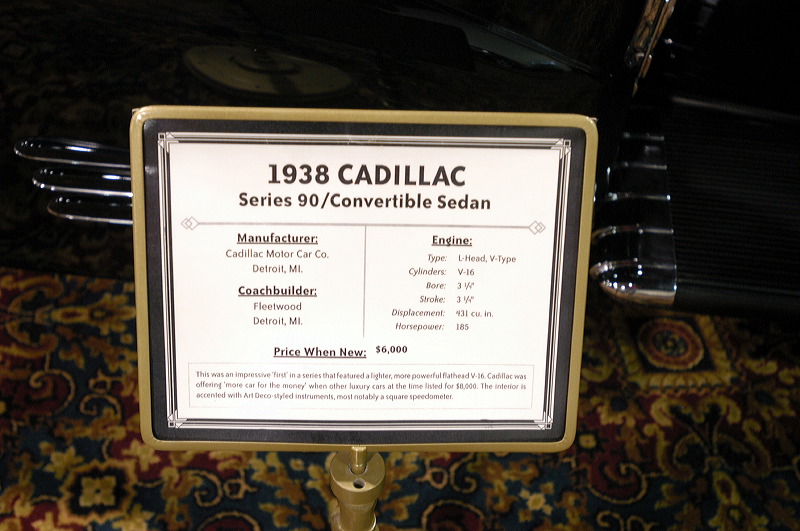 1938 CADILLAC
Series 90/Convertible Sedan
Manufacturer:
Cadillac Motor Car Co.
Detroit, MI.
Coachbuilder:
Fleetwood
Detroit, MI.
Engine:
Type: L-Head, V-Type
Cylinders: V-16
Bore: 3 ¼"
Stroke: 3 ¼"
Displacement: 431 cu. in.
Horsepower: 185
Price When New: $6,000
This was an impressive 'first' in a series that featured a lighter, more powerful flathead V-16. Cadillac was
offering 'more car for the money' when other luxury cars at the time listed for $8,000. The interior is
accented with Art Deco-styled instruments, most notably a square speedometer.